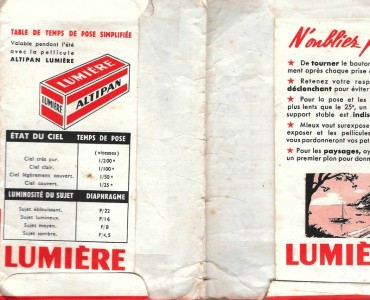 TABLE DE TEMPS DE POSE SIMPLIFIÉE
Valable pendant l'été
avec la pellicule
ALTIPAN LUMIÈRE
LUMIÈRE
LUMIÈRE
ALTIPAN
ÉTAT DU CIEL TEMPS DE POSE
(vitesses)
Ciel très pur. 1/200e
Ciel clair. 1/100e
Ciel légèrement couvert. 1/50e
Ciel couvert. 1/25e
LUMINOSITÉ DU SUJET DIAPHRAGME
Sujet éblouissant. F/22
Sujet lumineux. F/16
Sujet moyen. F/8
Sujet sombre. F/4,5
LUMIÈRE
N'oubliez p
★ De tourner le bouton
ment après chaque prise d
★ Retenez votre resp
déclenchant pour éviter
★ Pour la pose et les
plus lents que le 25e, un
support stable est indis
★ Mieux vaut surexpose
exposer et les pellicules
vous pardonneront vos pet
★ Pour les paysages, ay
un premier plan pour donner
LUMIÈ